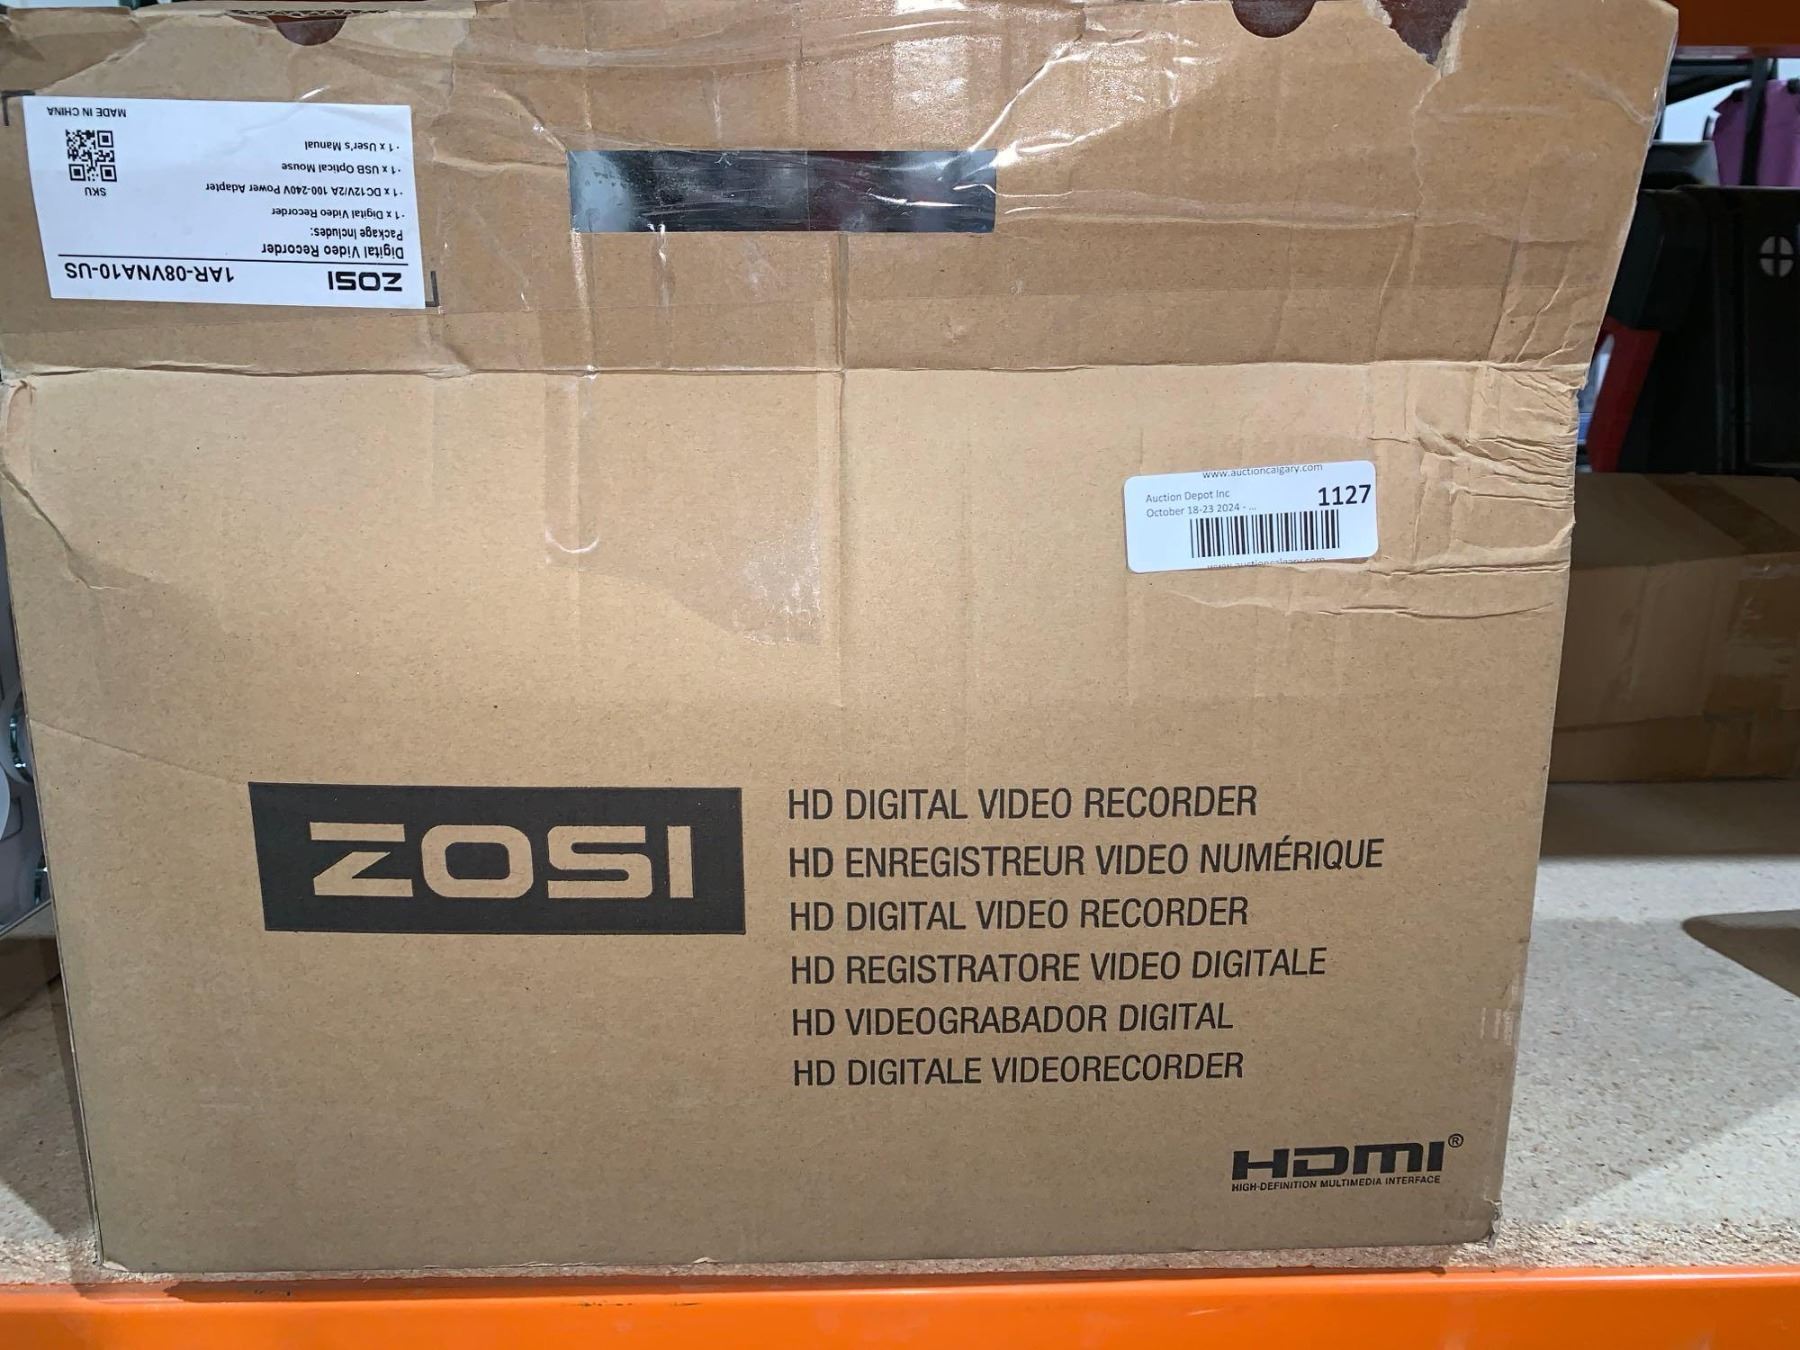 ZOSI 1AR-08VNA10-US
Digital Video Recorder
Package Includes:
· 1 x Digital Video Recorder
· 1 x DC12V/2A 100-240V Power Adapter
· 1 x USB Optical Mouse
· 1 x User's Manual
SKU
MADE IN CHINA
www.auctioncalgary.com
Auction Depot Inc
October 18-23 2024 - ...
1127
www.auctioncalgary.com
ZOSI
HD DIGITAL VIDEO RECORDER
HD ENREGISTREUR VIDEO NUMÉRIQUE
HD DIGITAL VIDEO RECORDER
HD REGISTRATORE VIDEO DIGITALE
HD VIDEOGRABADOR DIGITAL
HD DIGITALE VIDEORECORDER
HDMI®
HIGH-DEFINITION MULTIMEDIA INTERFACE